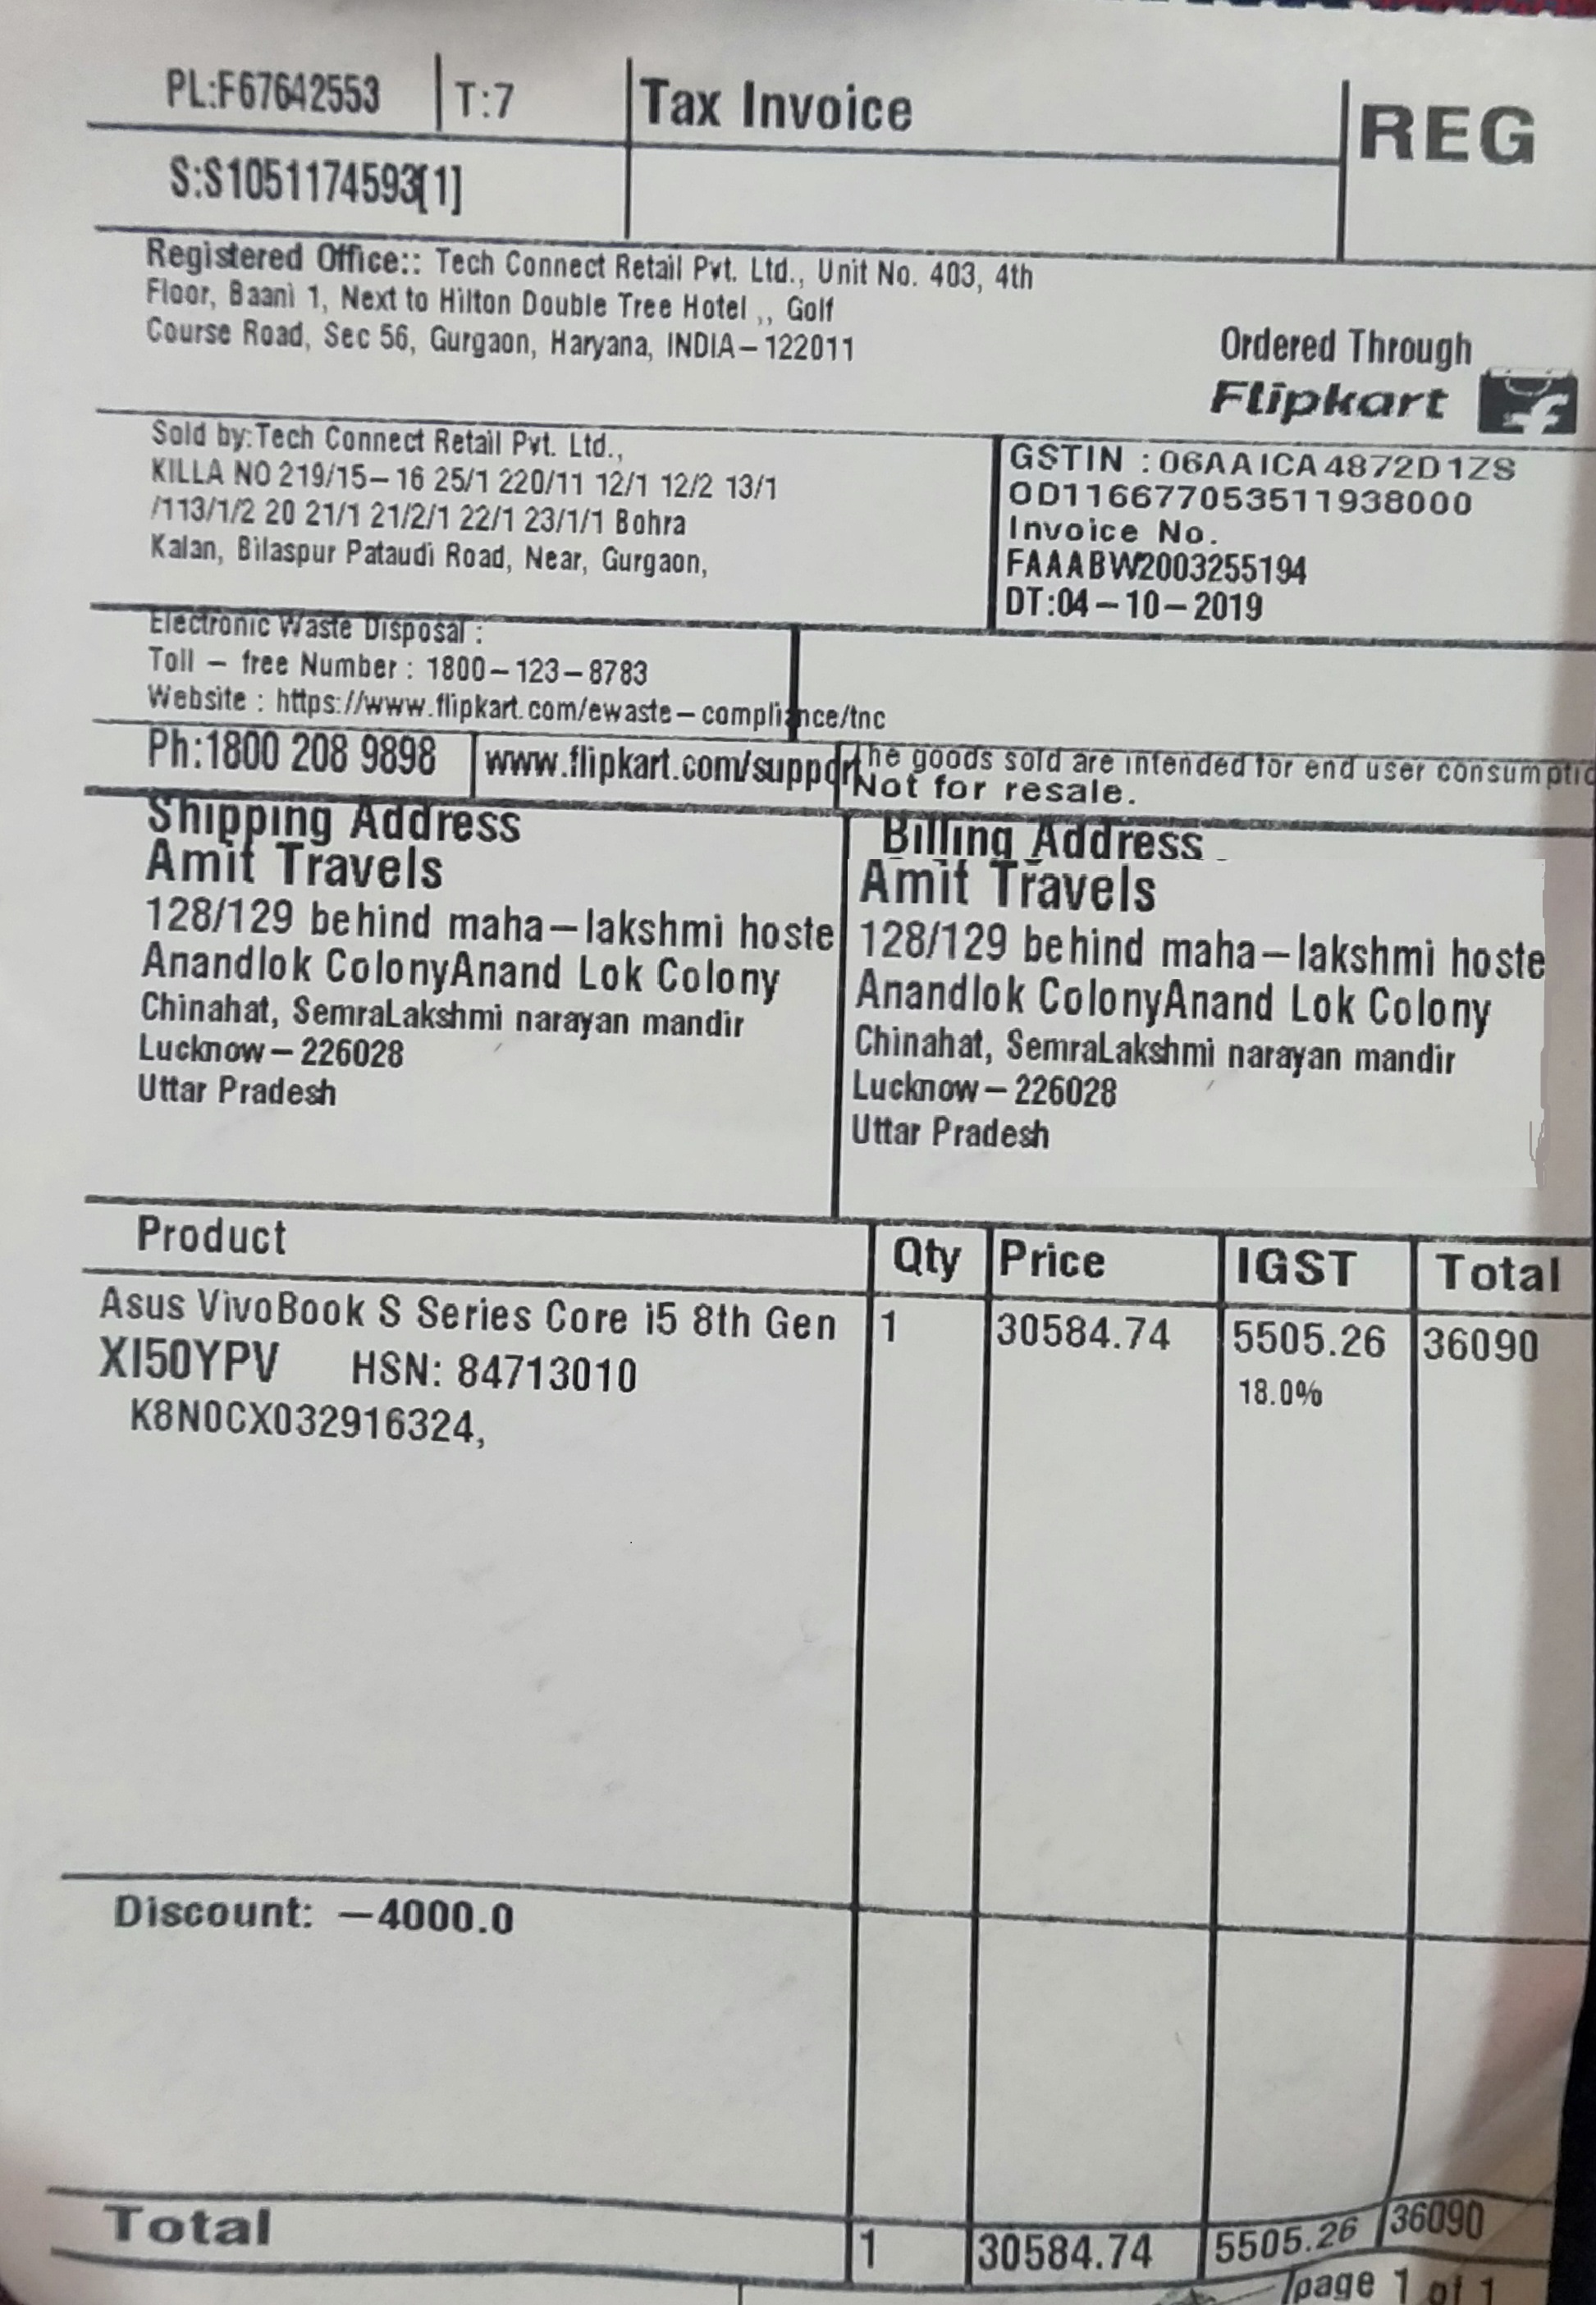 PL:F67642553 T:7 Tax Invoice REG
S:S1051174593[1]
Registered Office:: Tech Connect Retail Pvt. Ltd., Unit No. 403, 4th
Floor, Baani 1, Next to Hilton Double Tree Hotel ,, Golf
Course Road, Sec 56, Gurgaon, Haryana, INDIA-122011
Ordered Through
Flipkart
Sold by:Tech Connect Retail Pvt. Ltd.,
KILLA NO 219/15-16 25/1 220/11 12/1 12/2 13/1
/113/1/2 20 21/1 21/2/1 22/1 23/1/1 Bohra
Kalan, Bilaspur Pataudi Road, Near, Gurgaon,
GSTIN :06AAICA4872D1ZS
OD116677053511938000
Invoice No.
FAAABW2003255194
DT:04-10-2019
Electronic Waste Disposal :
Toll - free Number : 1800-123-8783
Website : https://www.flipkart.com/ewaste-compliance/tnc
Ph:1800 208 9898 www.flipkart.com/support
The goods sold are intended for end user consumptio
Not for resale.
Shipping Address
Amit Travels
128/129 behind maha-lakshmi hoste
Anandlok ColonyAnand Lok Colony
Chinahat, SemraLakshmi narayan mandir
Lucknow-226028
Uttar Pradesh
Billing Address
Amit Travels
128/129 behind maha-lakshmi hoste
Anandlok ColonyAnand Lok Colony
Chinahat, SemraLakshmi narayan mandir
Lucknow-226028
Uttar Pradesh
Product Qty Price IGST Total
Asus VivoBook S Series Core i5 8th Gen 1 30584.74 5505.26 36090
XI50YPV HSN: 84713010 18.0%
K8N0CX032916324,
Discount: -4000.0
Total 1 30584.74 5505.26 36090
page 1 of 1